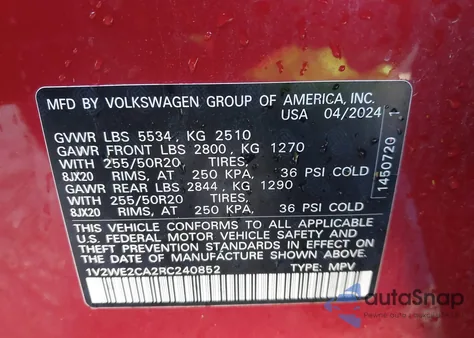 MFD BY VOLKSWAGEN GROUP OF AMERICA, INC.
USA 04/2024
GVWR LBS 5534 , KG 2510
GAWR FRONT LBS 2800 , KG 1270
WITH 255/50R20 TIRES,
8JX20 RIMS, AT 250 KPA, 36 PSI COLD
GAWR REAR LBS 2844 , KG 1290
WITH 255/50R20 TIRES,
8JX20 RIMS, AT 250 KPA, 36 PSI COLD
THIS VEHICLE CONFORMS TO ALL APPLICABLE
U.S. FEDERAL MOTOR VEHICLE SAFETY AND
THEFT PREVENTION STANDARDS IN EFFECT ON
THE DATE OF MANUFACTURE SHOWN ABOVE.
1V2WE2CA2RC240852 TYPE: MPV
1450720 1
autoSnap